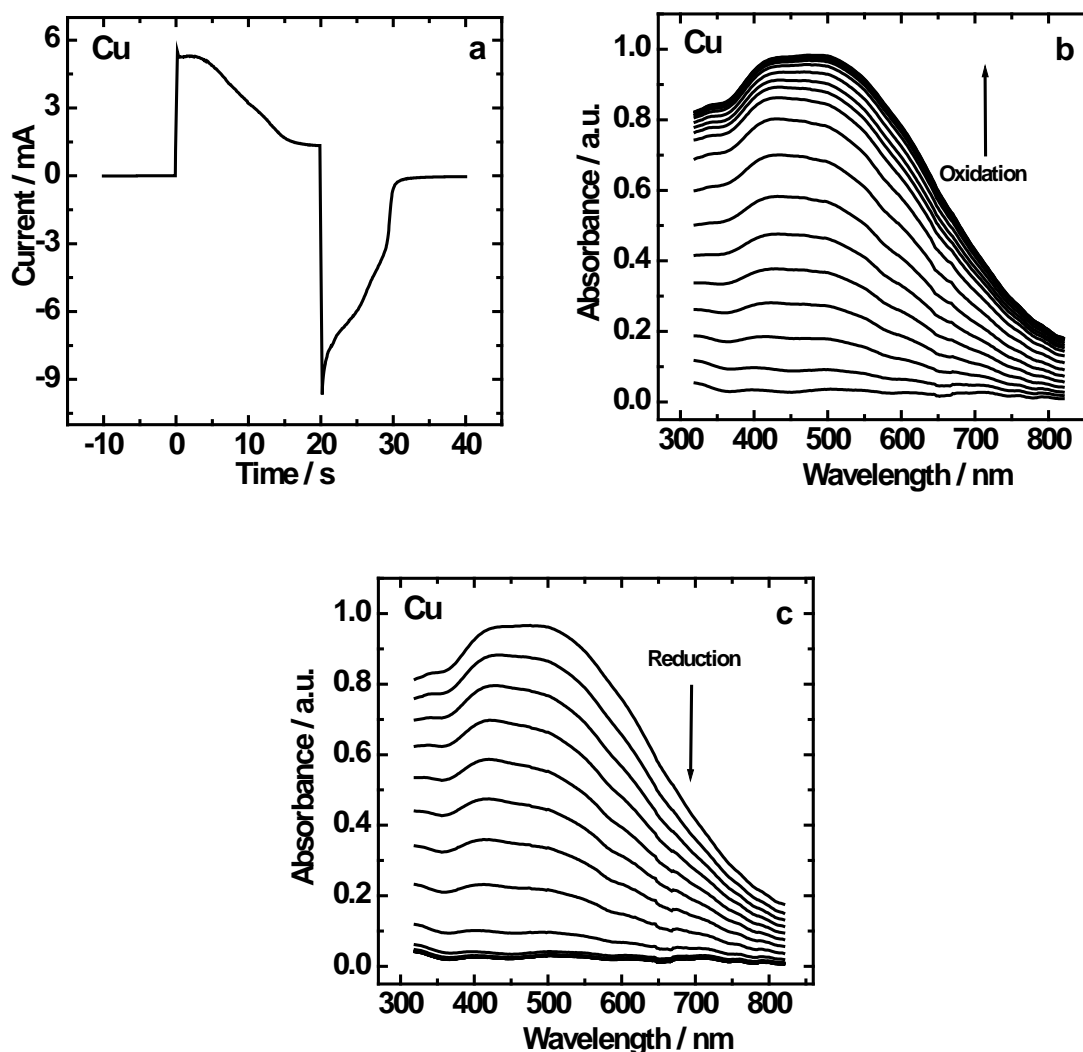 Cu
a
6
3
0
-3
-6
-9
Current / mA
-10 0 10 20 30 40
Time / s
Cu
b
1.0
0.8
0.6
0.4
0.2
0.0
Absorbance / a.u.
Oxidation
300 400 500 600 700 800
Wavelength / nm
Cu
c
1.0
0.8
0.6
0.4
0.2
0.0
Absorbance / a.u.
Reduction
300 400 500 600 700 800
Wavelength / nm